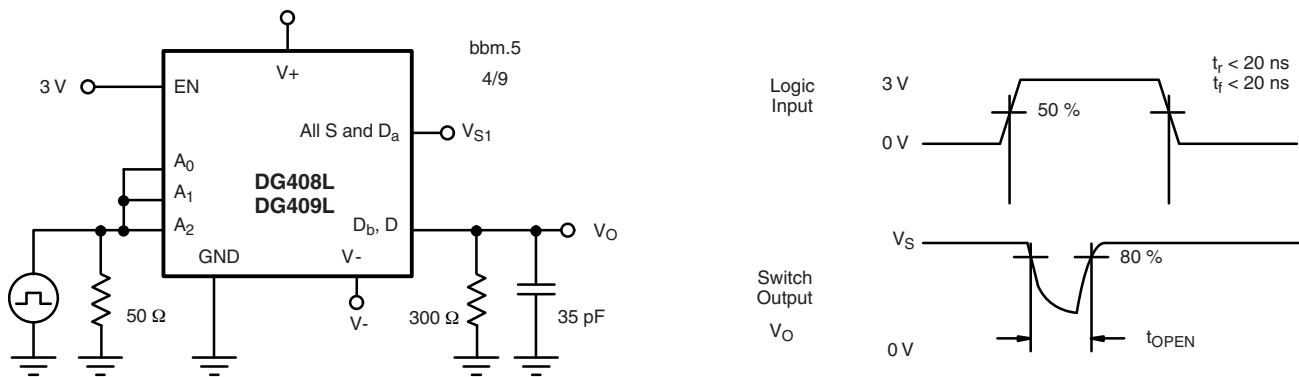 bbm.5
4/9
V+
3 V
EN
All S and Da
VS1
A0
A1
A2
DG408L
DG409L
Db, D
VO
GND
V-
V-
50 Ω
300 Ω
35 pF
Logic
Input
3 V
0 V
50 %
tr < 20 ns
tf < 20 ns
VS
80 %
Switch
Output
VO
0 V
tOPEN